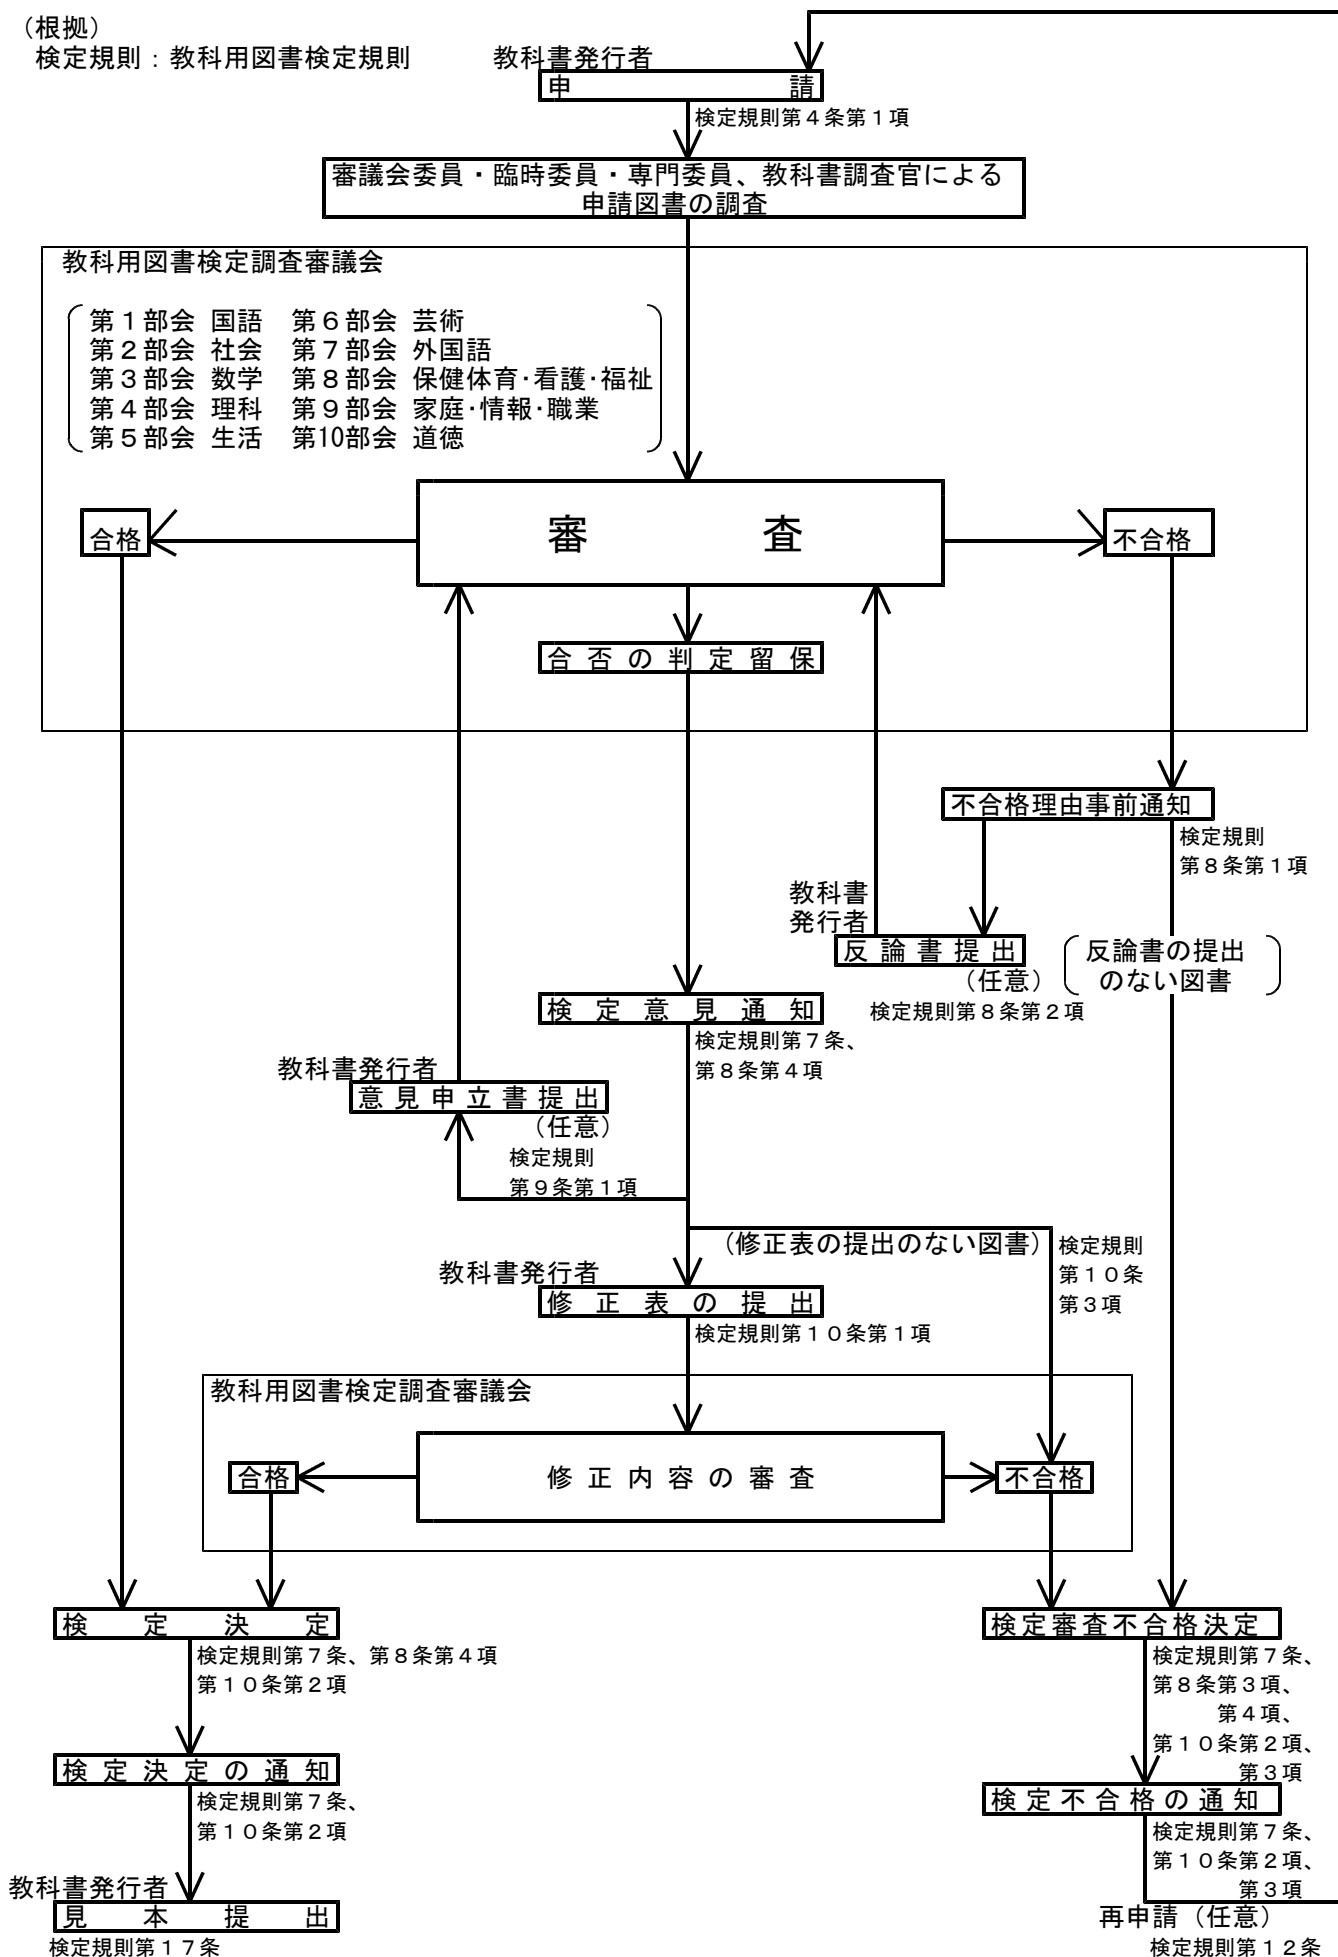 （根拠）
検定規則：教科用図書検定規則
教科書発行者
申請
検定規則第４条第１項
審議会委員・臨時委員・専門委員、教科書調査官による
申請図書の調査
教科用図書検定調査審議会
第１部会 国語 第６部会 芸術
第２部会 社会 第７部会 外国語
第３部会 数学 第８部会 保健体育・看護・福祉
第４部会 理科 第９部会 家庭・情報・職業
第５部会 生活 第10部会 道徳
審査
合格
不合格
合否の判定留保
不合格理由事前通知
検定規則
第８条第１項
教科書
発行者
反論書提出
（任意）
検定規則第８条第２項
反論書の提出
のない図書
検定意見通知
検定規則第７条、
第８条第４項
教科書発行者
意見申立書提出
（任意）
検定規則
第９条第１項
（修正表の提出のない図書）
検定規則
第１０条
第３項
教科書発行者
修正表の提出
検定規則第１０条第１項
教科用図書検定調査審議会
合格
修正内容の審査
不合格
検定決定
検定規則第７条、第８条第４項
第１０条第２項
検定決定の通知
検定規則第７条、
第１０条第２項
教科書発行者
見本提出
検定規則第１７条
検定審査不合格決定
検定規則第７条、
第８条第３項、
第４項、
第１０条第２項、
第３項
検定不合格の通知
検定規則第７条、
第１０条第２項、
第３項
再申請（任意）
検定規則第１２条